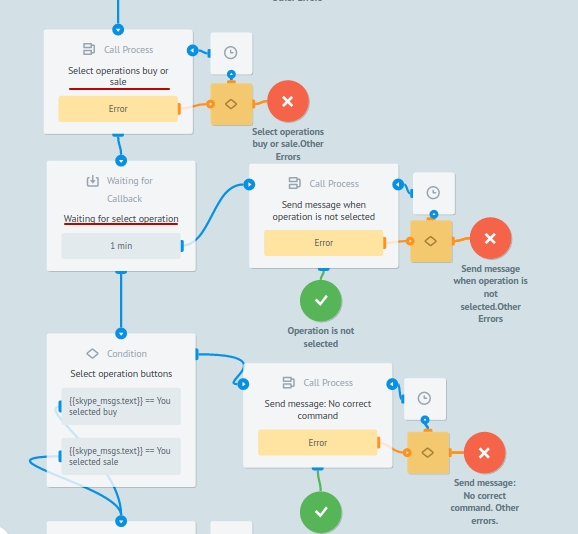 Other Errors
Call Process
Select operations buy or
sale
Error
Select operations
buy or sale.Other
Errors
Waiting for
Callback
Waiting for select operation
1 min
Call Process
Send message when
operation is not selected
Error
Send message
when operation is
not
selected.Other
Errors
Operation is not
selected
Condition
Select operation buttons
{{skype_msgs.text}} == You
selected buy
{{skype_msgs.text}} == You
selected sale
Call Process
Send message: No correct
command
Error
Send message:
No correct
command. Other
errors.